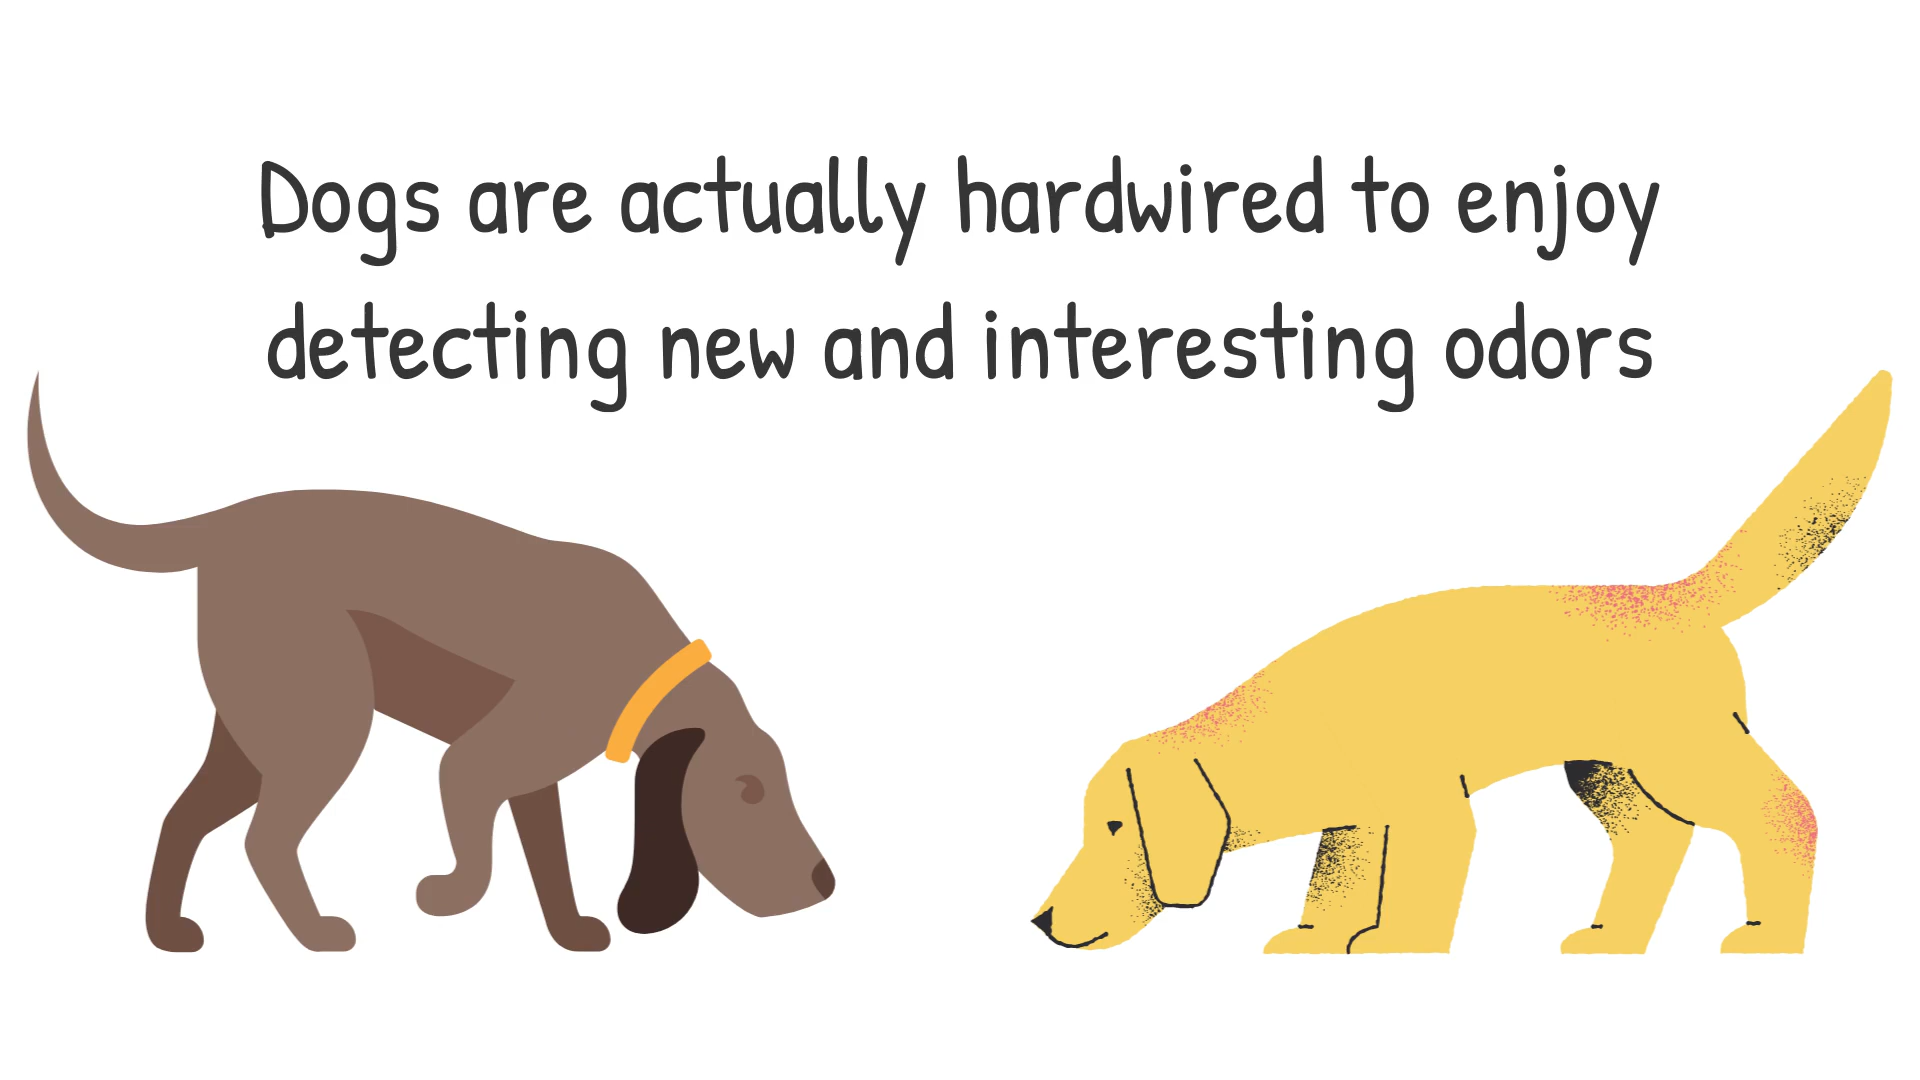 Dogs are actually hardwired to enjoy
detecting new and interesting odors